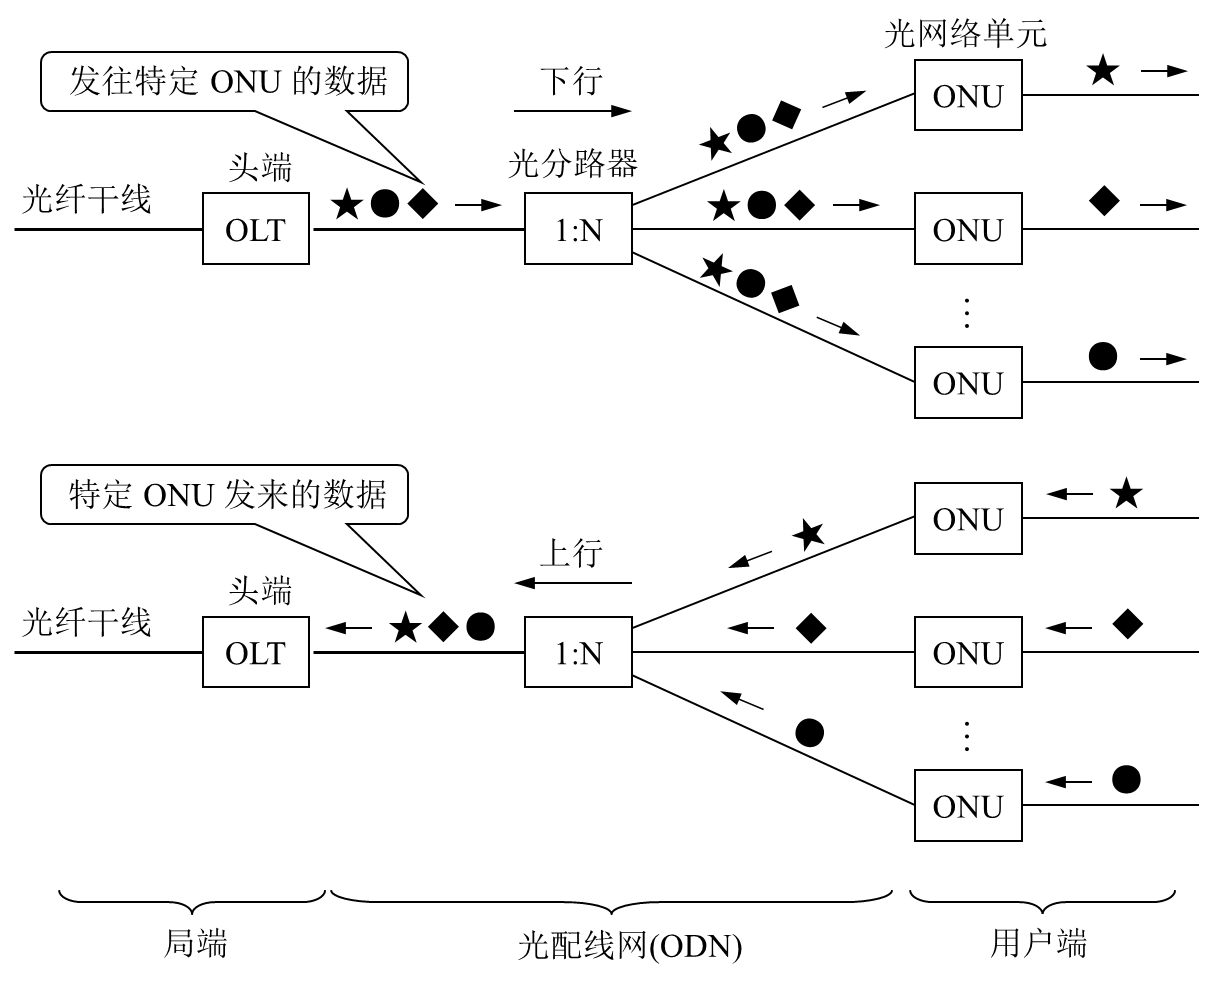 光网络单元
发往特定 ONU 的数据
下行
ONU
头端
光分路器
光纤干线
OLT
1:N
ONU
⋮
ONU
特定 ONU 发来的数据
ONU
上行
头端
光纤干线
OLT
1:N
ONU
⋮
ONU
局端
光配线网(ODN)
用户端